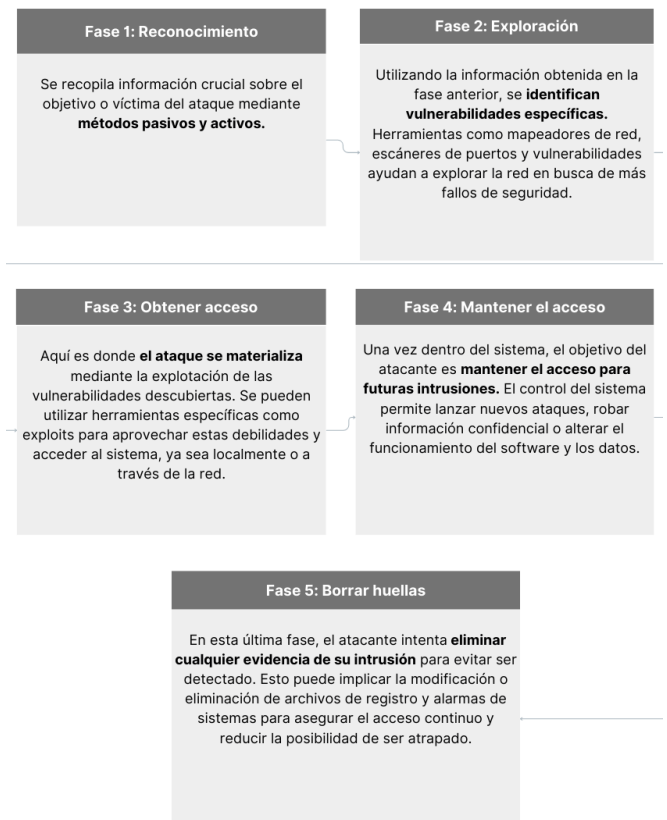 Fase 1: Reconocimiento
Se recopila información crucial sobre el
objetivo o víctima del ataque mediante
métodos pasivos y activos.
Fase 2: Exploración
Utilizando la información obtenida en la
fase anterior, se identifican
vulnerabilidades específicas.
Herramientas como mapeadores de red,
escáneres de puertos y vulnerabilidades
ayudan a explorar la red en busca de más
fallos de seguridad.
Fase 3: Obtener acceso
Aquí es donde el ataque se materializa
mediante la explotación de las
vulnerabilidades descubiertas. Se pueden
utilizar herramientas específicas como
exploits para aprovechar estas debilidades y
acceder al sistema, ya sea localmente o a
través de la red.
Fase 4: Mantener el acceso
Una vez dentro del sistema, el objetivo del
atacante es mantener el acceso para
futuras intrusiones. El control del sistema
permite lanzar nuevos ataques, robar
información confidencial o alterar el
funcionamiento del software y los datos.
Fase 5: Borrar huellas
En esta última fase, el atacante intenta eliminar
cualquier evidencia de su intrusión para evitar ser
detectado. Esto puede implicar la modificación o
eliminación de archivos de registro y alarmas de
sistemas para asegurar el acceso continuo y
reducir la posibilidad de ser atrapado.